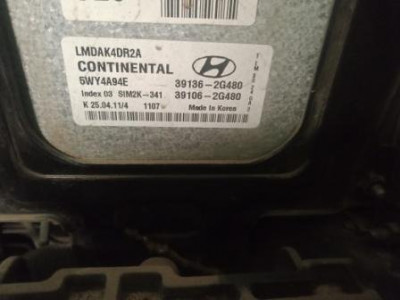 LMDAK4DR2A
CONTINENTAL
5WY4A94E 39136-2G480
Index 03 SIM2K-341 39106-2G480
K 25.04.11/4 1107 Made in Korea